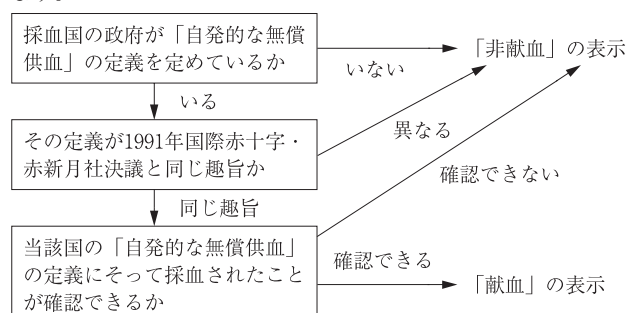 採血国の政府が「自発的な無償
供血」の定義を定めているか
いない
「非献血」の表示
いる
その定義が1991年国際赤十字・
赤新月社決議と同じ趣旨か
異なる
確認できない
同じ趣旨
当該国の「自発的な無償供血」
の定義にそって採血されたこと
が確認できるか
確認できる
「献血」の表示